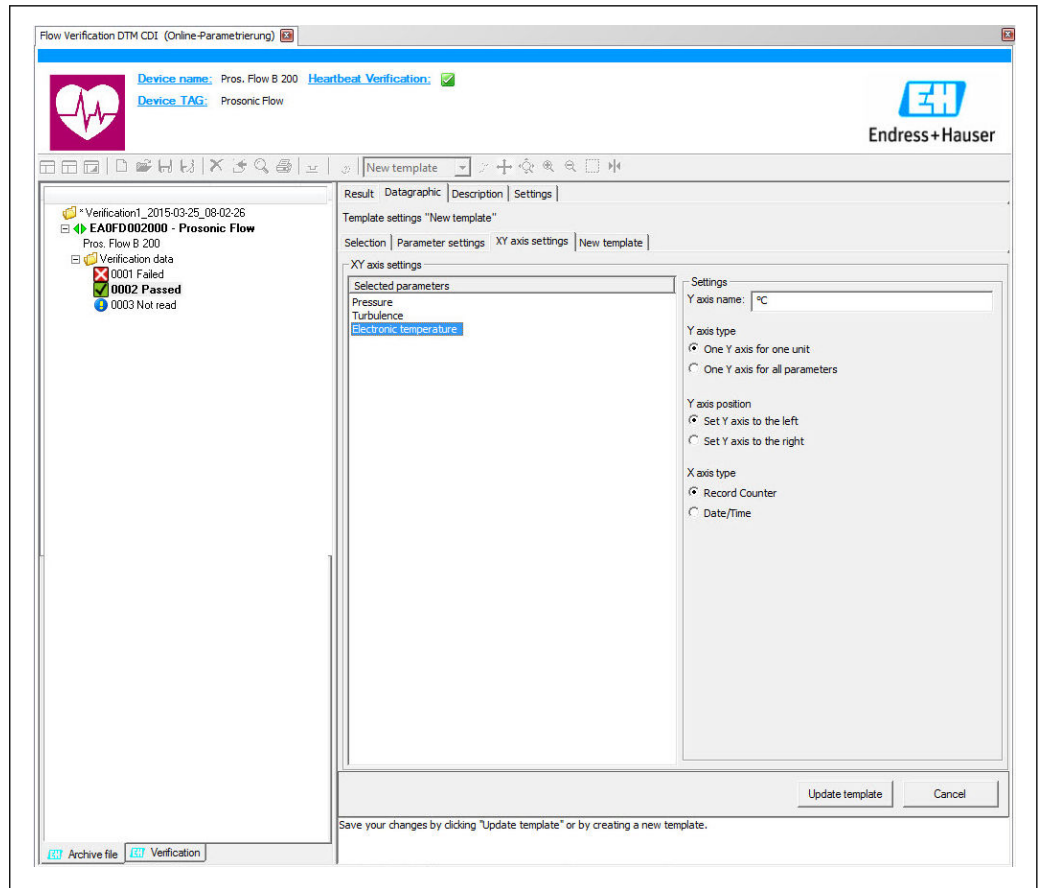 Flow Verification DTM CDI (Online-Parametrierung)
Device name: Pros. Flow B 200 Heartbeat Verification:
Device TAG: Prosonic Flow
EH
Endress+Hauser
New template
Result Datagraphic Description Settings
Template settings "New template"
Selection Parameter settings XY axis settings New template
* Verification1_2015-03-25_08-02-26
EA0FD002000 - Prosonic Flow
Pros. Flow B 200
Verification data
0001 Failed
0002 Passed
0003 Not read
XY axis settings
Selected parameters
Pressure
Turbulence
Electronic temperature
Settings
Y axis name: °C
Y axis type
One Y axis for one unit
One Y axis for all parameters
Y axis position
Set Y axis to the left
Set Y axis to the right
X axis type
Record Counter
Date/Time
Update template Cancel
Save your changes by clicking "Update template" or by creating a new template.
EH Archive file EH Verification